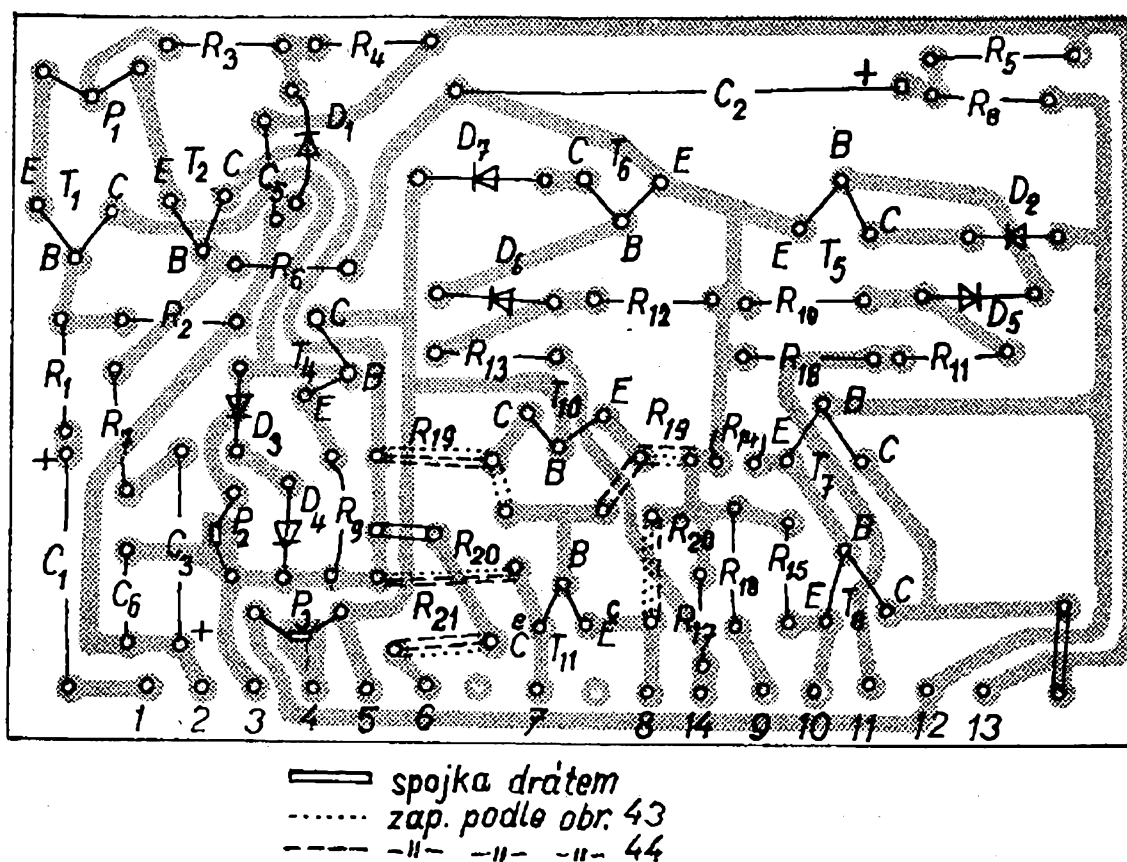 R3 R4 R5
+
P1 C2 R8
D1
D7 B
E T1 C E T2 C C5 C T6 E D2
B B B E T5 C
R6 D6
R2 C R12 R10 D5
R1 T4 B R13 R18 R11
R7 E T10 E B
D3 C R19 R19 R14 E
+ B T7 C
P2 D4 R9
C1 C6 C3 R20 B R20 R18 R15 B
P3 R21 e E c E T8 C
+ C T11 R17
1 2 3 4 5 6 7 8 14 9 10 11 12 13
spojka drátem
zap. podle obr. 43
-"- -"- -"- 44